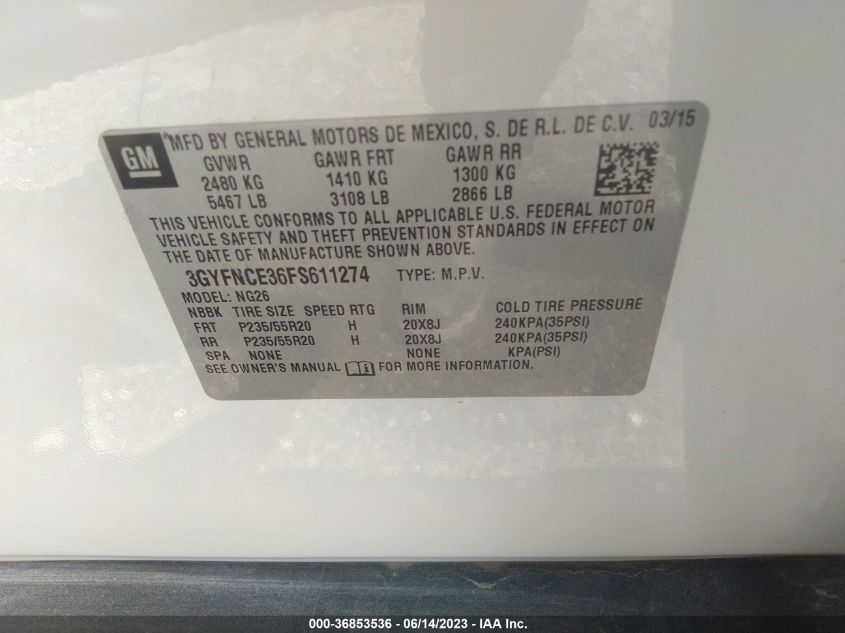 GM
MFD BY GENERAL MOTORS DE MEXICO, S. DE R.L. DE C.V. 03/15
GVWR GAWR FRT GAWR RR
2480 KG 1410 KG 1300 KG
5467 LB 3108 LB 2866 LB
THIS VEHICLE CONFORMS TO ALL APPLICABLE U.S. FEDERAL MOTOR
VEHICLE SAFETY AND THEFT PREVENTION STANDARDS IN EFFECT ON
THE DATE OF MANUFACTURE SHOWN ABOVE.
3GYFNCE36FS611274 TYPE: M.P.V.
MODEL: NG26
NBBK TIRE SIZE SPEED RTG RIM COLD TIRE PRESSURE
FRT P235/55R20 H 20X8J 240KPA(35PSI)
RR P235/55R20 H 20X8J 240KPA(35PSI)
SPA NONE NONE KPA(PSI)
SEE OWNER'S MANUAL FOR MORE INFORMATION.
000-36853536 - 06/14/2023 - IAA Inc.